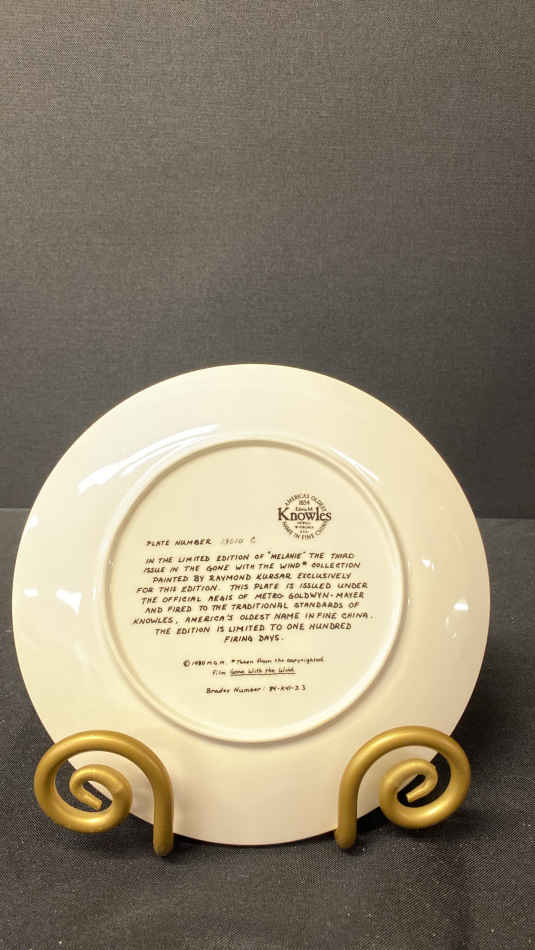 AMERICA'S OLDEST
1854
Edwin M.
Knowles
NAME IN FINE CHINA
PLATE NUMBER 13010 C
IN THE LIMITED EDITION OF "MELANIE" THE THIRD
ISSUE IN THE GONE WITH THE WIND* COLLECTION
PAINTED BY RAYMOND KURSAR EXCLUSIVELY
FOR THIS EDITION. THIS PLATE IS ISSUED UNDER
THE OFFICIAL AEGIS OF METRO-GOLDWYN-MAYER
AND FIRED TO THE TRADITIONAL STANDARDS OF
KNOWLES, AMERICA'S OLDEST NAME IN FINE CHINA.
THE EDITION IS LIMITED TO ONE HUNDRED
FIRING DAYS.
© 1980 M.G.M. *Taken from the copyrighted
film Gone With the Wind
Bradex Number: 84-K41-2.3